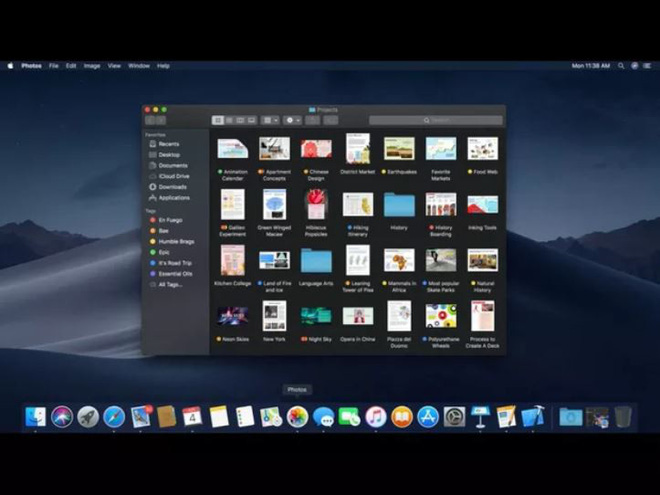 Photos File Edit Image View Window Help
Mon 11:38 AM
Projects
Search
Favorites
Recents
Desktop
Documents
iCloud Drive
Downloads
Applications
Tags
En Fuego
Bae
Humble Brags
Epic
It's Road Trip
Essential Oils
All Tags...
Animation Calendar
Apartment Concepts
Chinese Design
District Market
Earthquakes
Favorite Markets
Food Web
Galileo Experiment
Green Winged Macaw
Hibiscus Popsicles
Hiking Itinerary
History
History Boarding
Inking Tools
Kitchen College
Land of Fire and Ice
Language Arts
Leaning Tower of Pisa
Mammals in Africa
Most popular Skate Parks
Natural History
Neon Skies
New York
Night Sky
Opera in China
Piazza del Duomo
Polyurethane Wheels
Process to Create A Deck
Photos
4